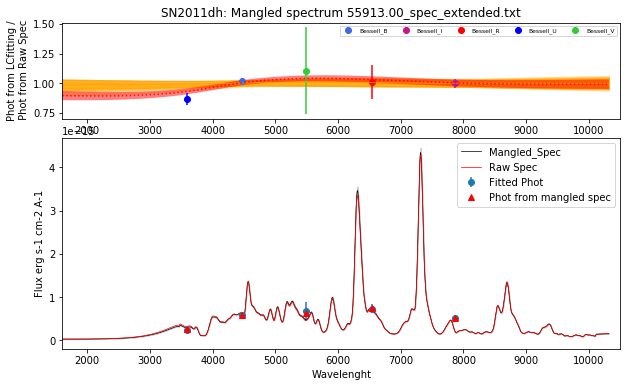 SN2011dh: Mangled spectrum 55913.00_spec_extended.txt
Phot from LCfitting /
Phot from Raw Spec
1.50
1.25
1.00
0.75
Bessell_B
Bessell_I
Bessell_R
Bessell_U
Bessell_V
2000 3000 4000 5000 6000 7000 8000 9000 10000
Flux erg s-1 cm-2 A-1
4
3
2
1
0
Mangled_Spec
Raw Spec
Fitted Phot
Phot from mangled spec
2000 3000 4000 5000 6000 7000 8000 9000 10000
Wavelenght